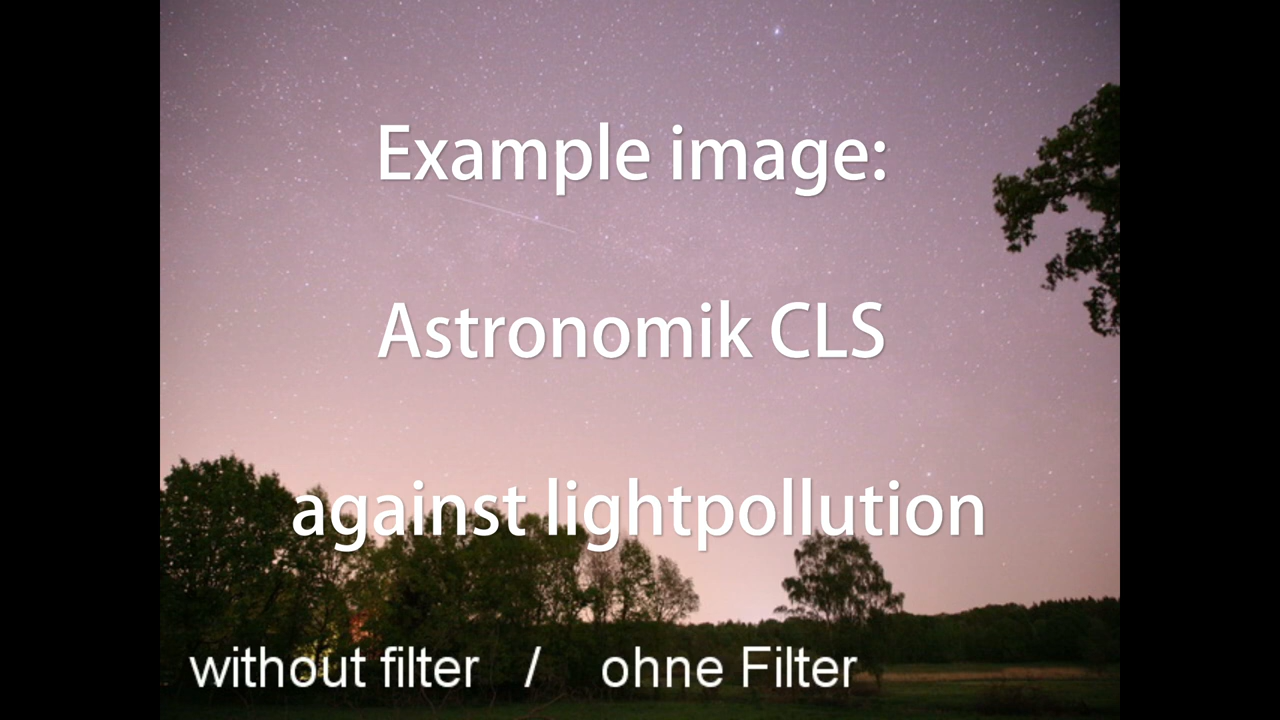 Example image:
Astronomik CLS
against lightpollution
without filter / ohne Filter